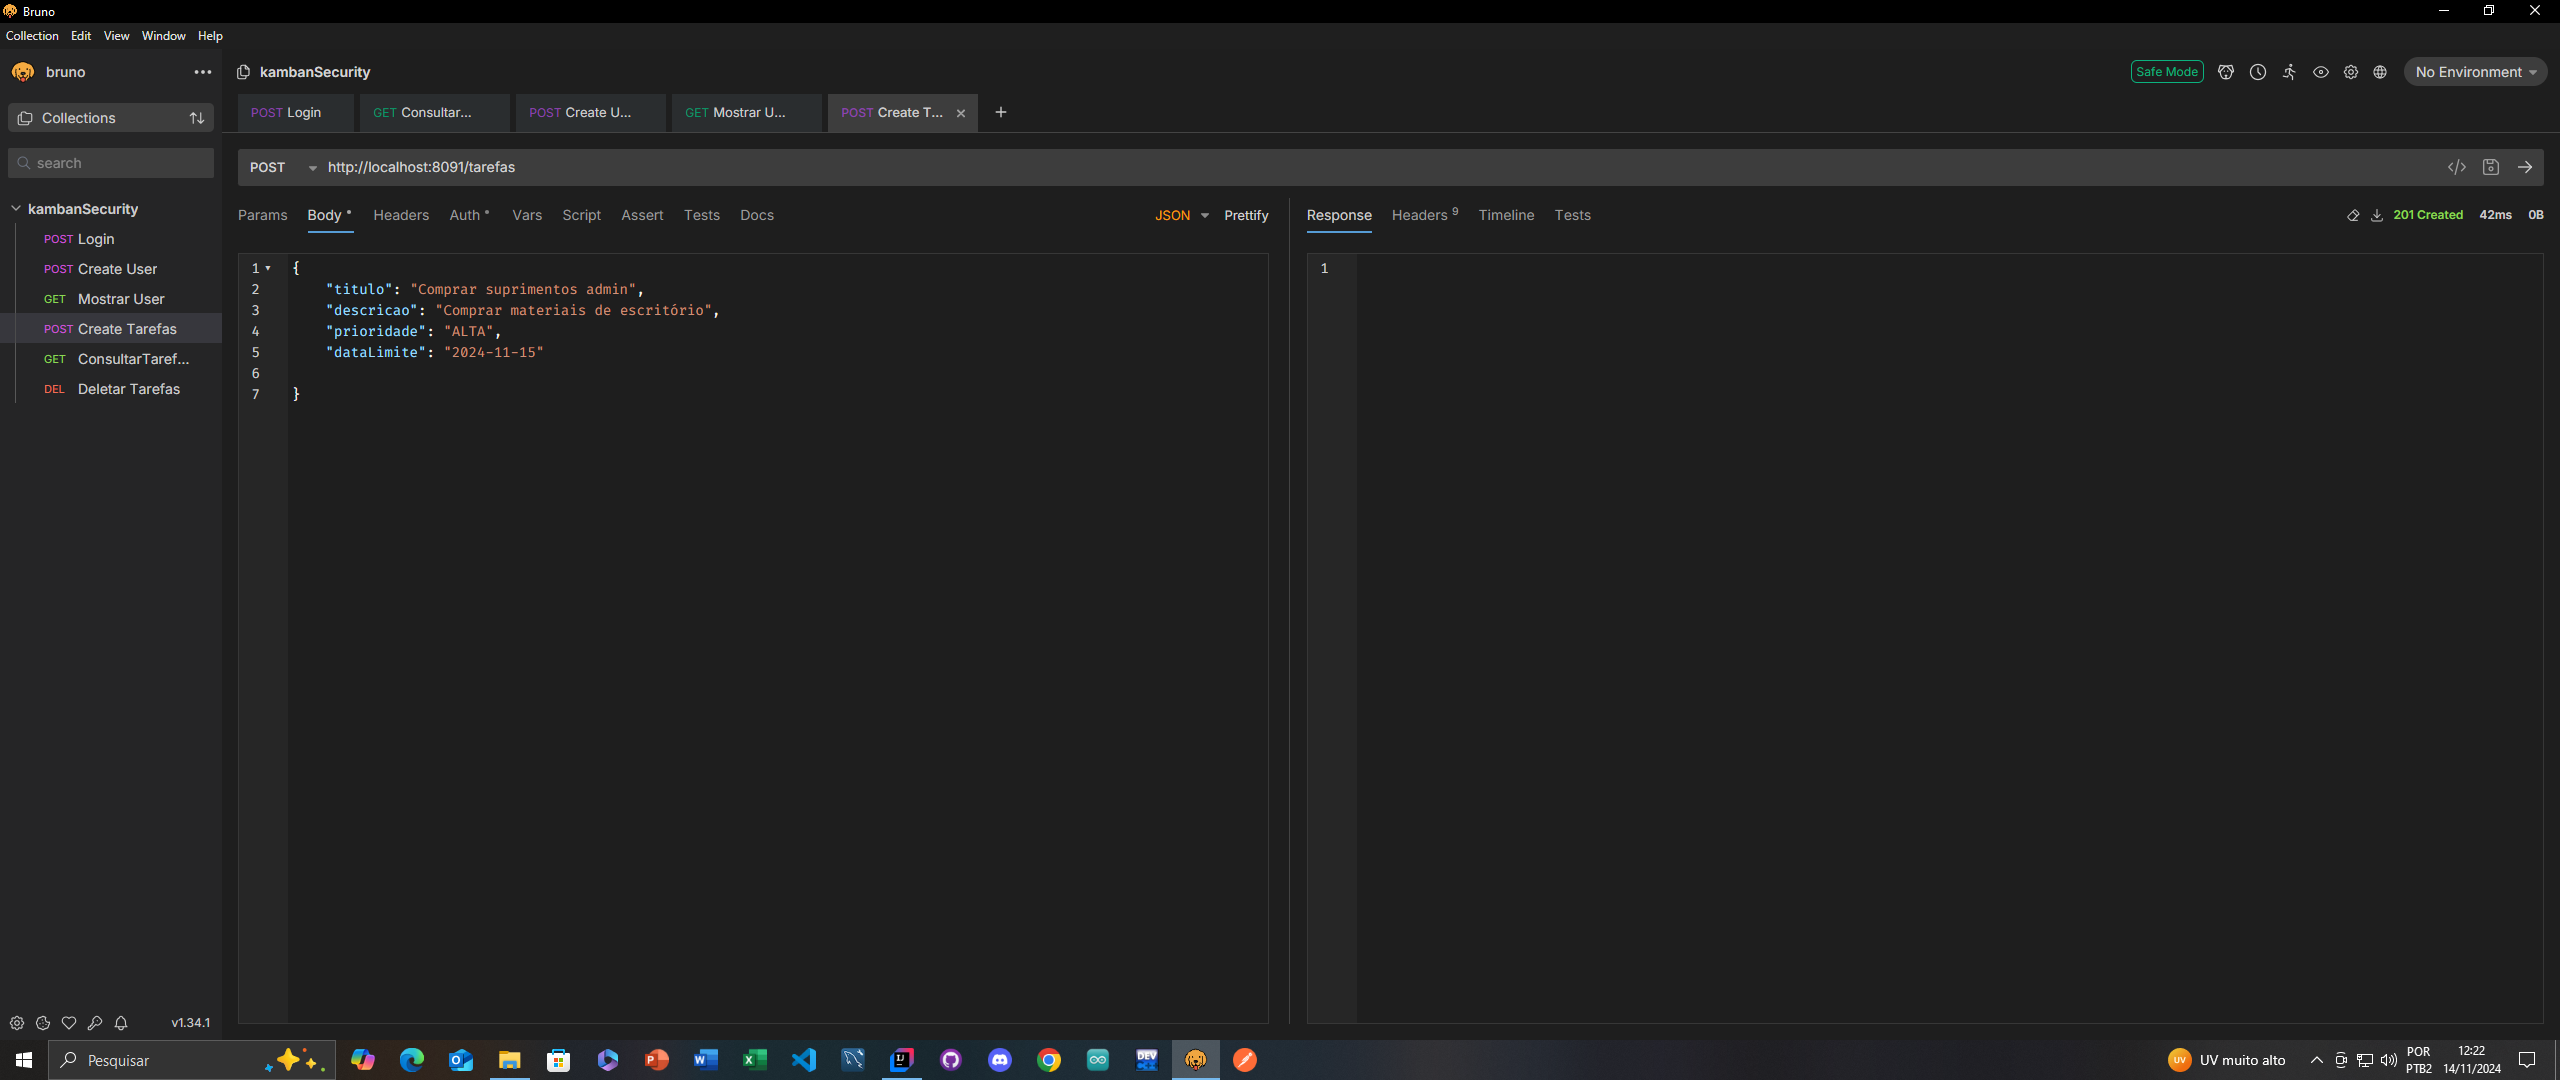 Bruno
Collection Edit View Window Help
bruno
kambanSecurity
Safe Mode
No Environment
Collections
POST Login
GET Consultar...
POST Create U...
GET Mostrar U...
POST Create T...
search
POST http://localhost:8091/tarefas
kambanSecurity
POST Login
POST Create User
GET Mostrar User
POST Create Tarefas
GET ConsultarTaref...
DEL Deletar Tarefas
Params Body Headers Auth Vars Script Assert Tests Docs JSON Prettify
Response Headers 9 Timeline Tests 201 Created 42ms 0B
1 {
2 "titulo": "Comprar suprimentos admin",
3 "descricao": "Comprar materiais de escritório",
4 "prioridade": "ALTA",
5 "dataLimite": "2024-11-15"
6
7 }
1
v1.34.1
Pesquisar
UV UV muito alto
POR
PTB2
12:22
14/11/2024